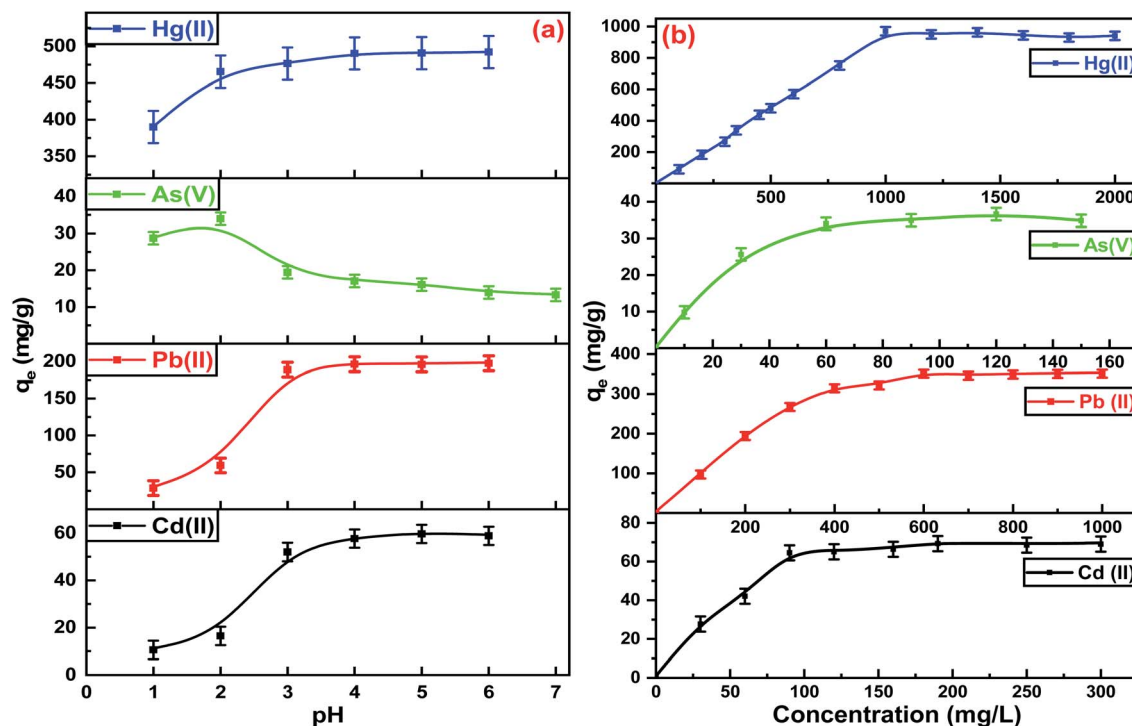 Hg(II)
(a)
500
450
400
350
As(V)
40
30
20
10
Pb(II)
200
150
100
50
Cd(II)
60
40
20
0
0 1 2 3 4 5 6 7
pH
qe (mg/g)
(b)
1000
800
600
400
200
Hg(II)
500 1000 1500 2000
40
30
20
10
As(V)
20 40 60 80 100 120 140 160
400
300
200
100
Pb (II)
200 400 600 800 1000
80
60
40
20
0
Cd (II)
0 50 100 150 200 250 300
Concentration (mg/L)
qe (mg/g)